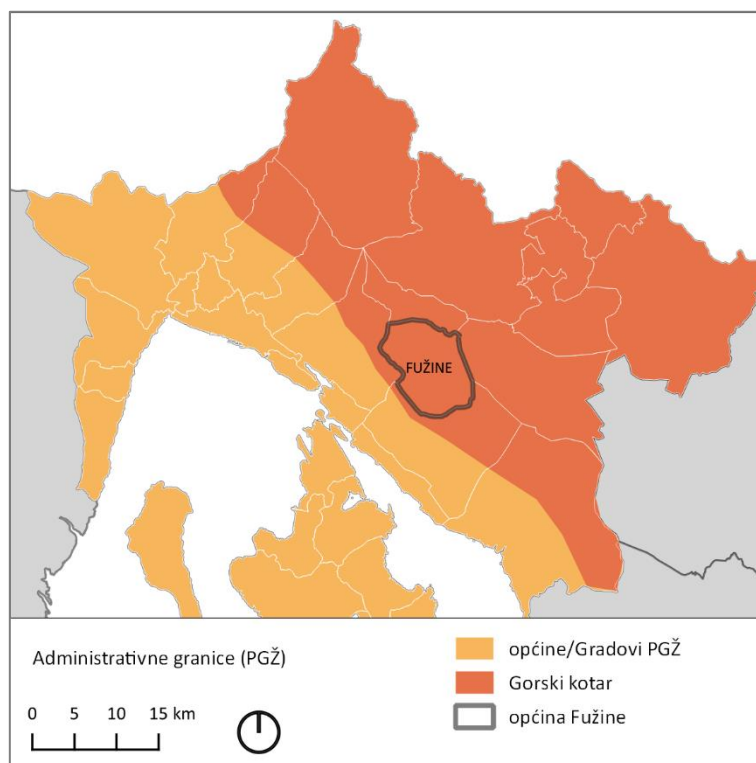 FUŽINE
Administrativne granice (PGŽ)
0 5 10 15 km
općine/Gradovi PGŽ
Gorski kotar
općina Fužine